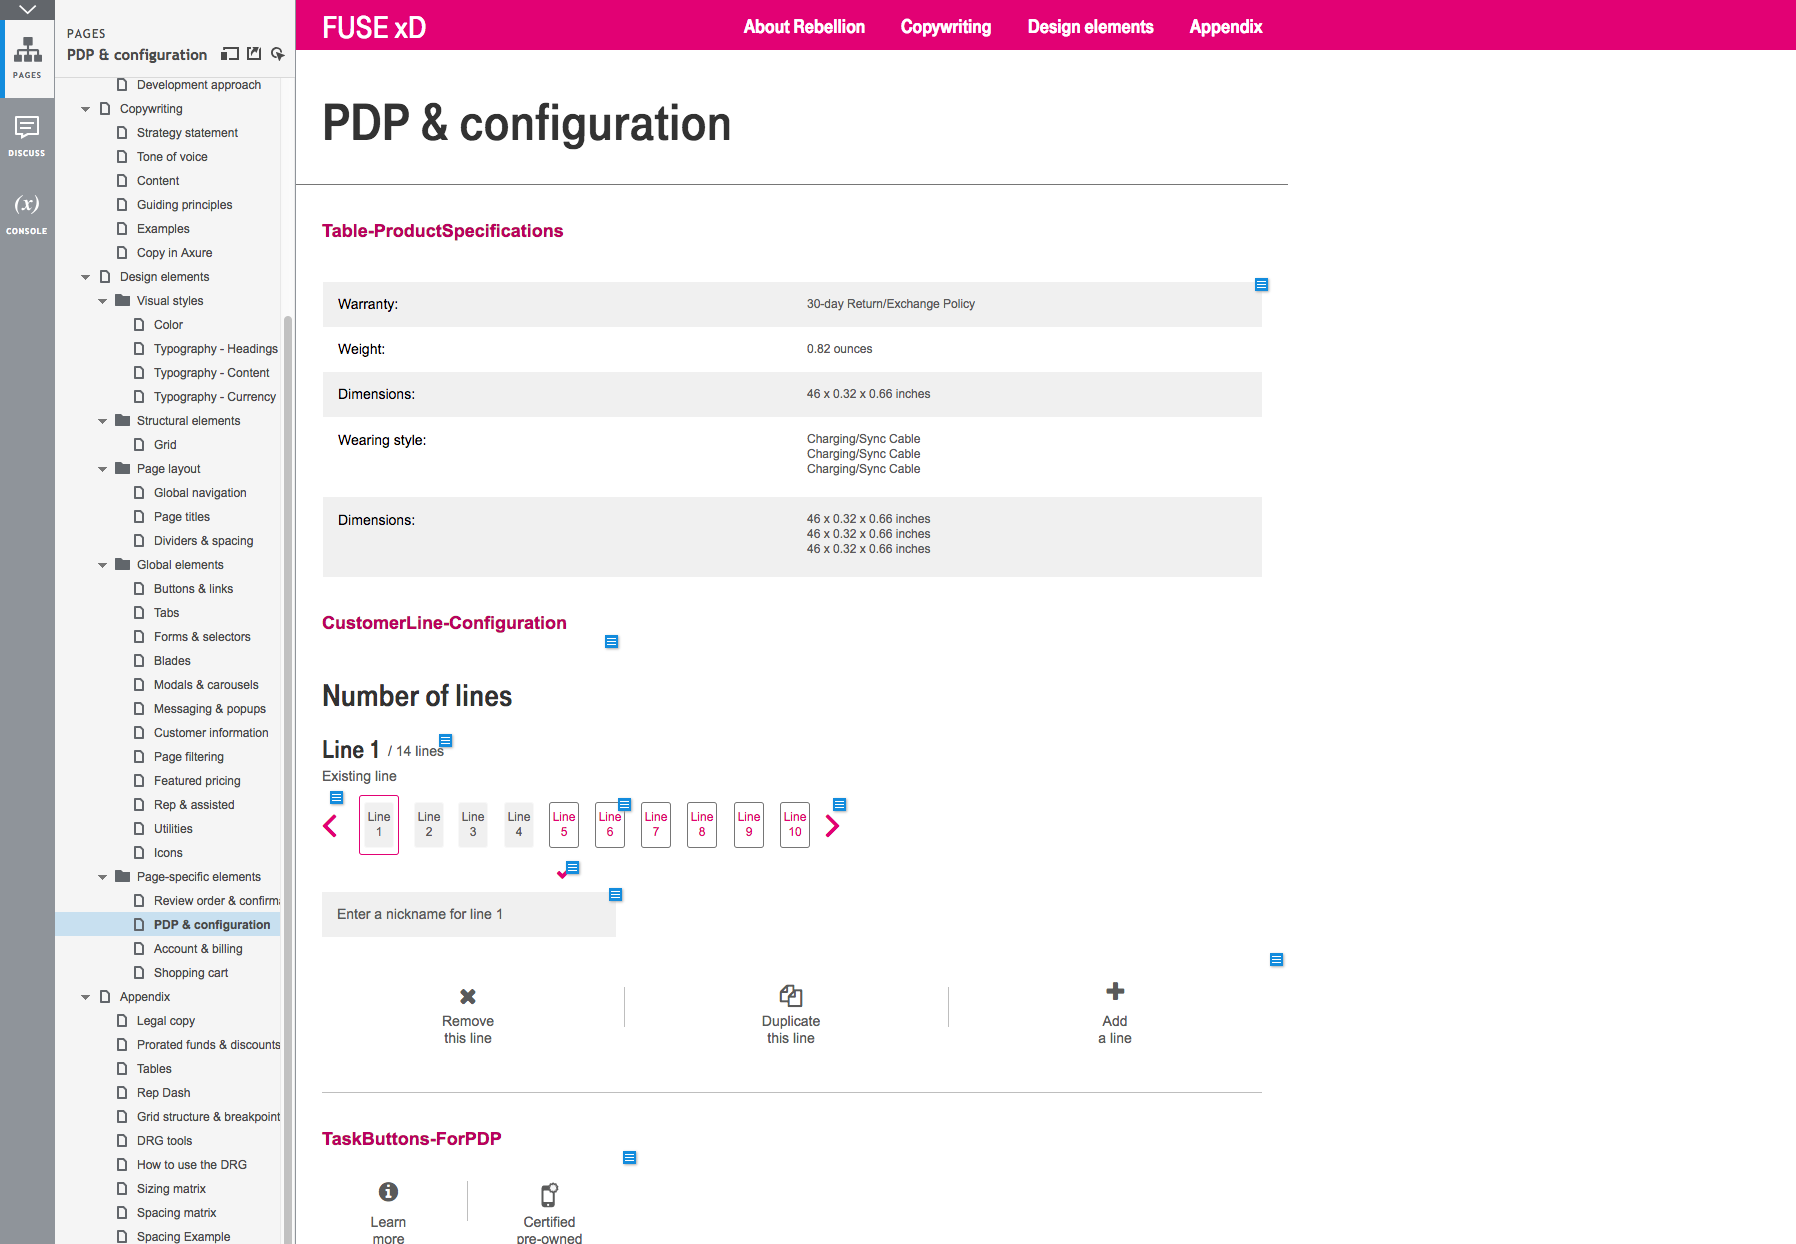 PAGES
PDP & configuration
PAGES
DISCUSS
(x)
CONSOLE
Development approach
Copywriting
Strategy statement
Tone of voice
Content
Guiding principles
Examples
Copy in Axure
Design elements
Visual styles
Color
Typography - Headings
Typography - Content
Typography - Currency
Structural elements
Grid
Page layout
Global navigation
Page titles
Dividers & spacing
Global elements
Buttons & links
Tabs
Forms & selectors
Blades
Modals & carousels
Messaging & popups
Customer information
Page filtering
Featured pricing
Rep & assisted
Utilities
Icons
Page-specific elements
Review order & confirma
PDP & configuration
Account & billing
Shopping cart
Appendix
Legal copy
Prorated funds & discounts
Tables
Rep Dash
Grid structure & breakpoint
DRG tools
How to use the DRG
Sizing matrix
Spacing matrix
Spacing Example
FUSE xD
About Rebellion
Copywriting
Design elements
Appendix
PDP & configuration
Table-ProductSpecifications
Warranty:
30-day Return/Exchange Policy
Weight:
0.82 ounces
Dimensions:
46 x 0.32 x 0.66 inches
Wearing style:
Charging/Sync Cable
Charging/Sync Cable
Charging/Sync Cable
Dimensions:
46 x 0.32 x 0.66 inches
46 x 0.32 x 0.66 inches
46 x 0.32 x 0.66 inches
CustomerLine-Configuration
Number of lines
Line 1 / 14 lines
Existing line
Line
1
Line
2
Line
3
Line
4
Line
5
Line
6
Line
7
Line
8
Line
9
Line
10
Enter a nickname for line 1
Remove
this line
Duplicate
this line
Add
a line
TaskButtons-ForPDP
Learn
more
Certified
pre-owned